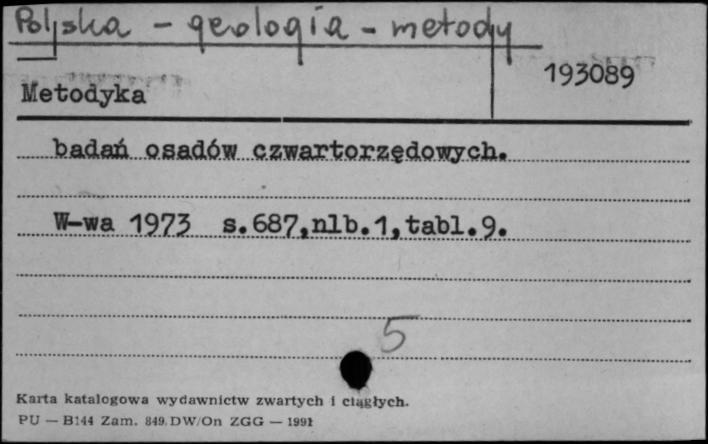 Polska - geologia - metody
193089
Metodyka
badań osadów czwartorzędowych.
W-wa 1973 s.687,nlb.1,tabl.9.
5
Karta katalogowa wydawnictw zwartych i ciągłych.
PU — B144 Zam. 849. DW/On ZGG — 1991